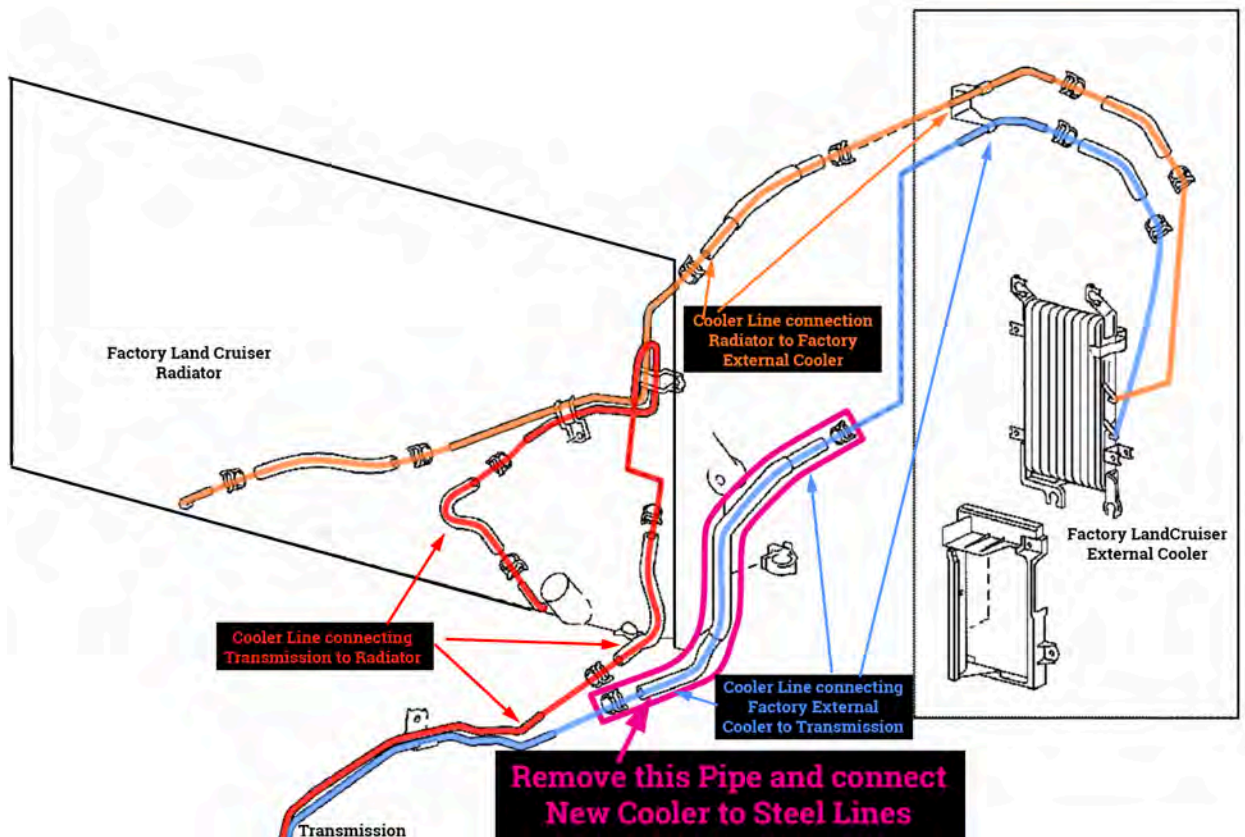 Cooler Line connection
Radiator to Factory
External Cooler
Factory Land Cruiser
Radiator
Factory LandCruiser
External Cooler
Cooler Line connecting
Transmission to Radiator
Cooler Line connecting
Factory External
Cooler to Transmission
Remove this Pipe and connect
New Cooler to Steel Lines
Transmission